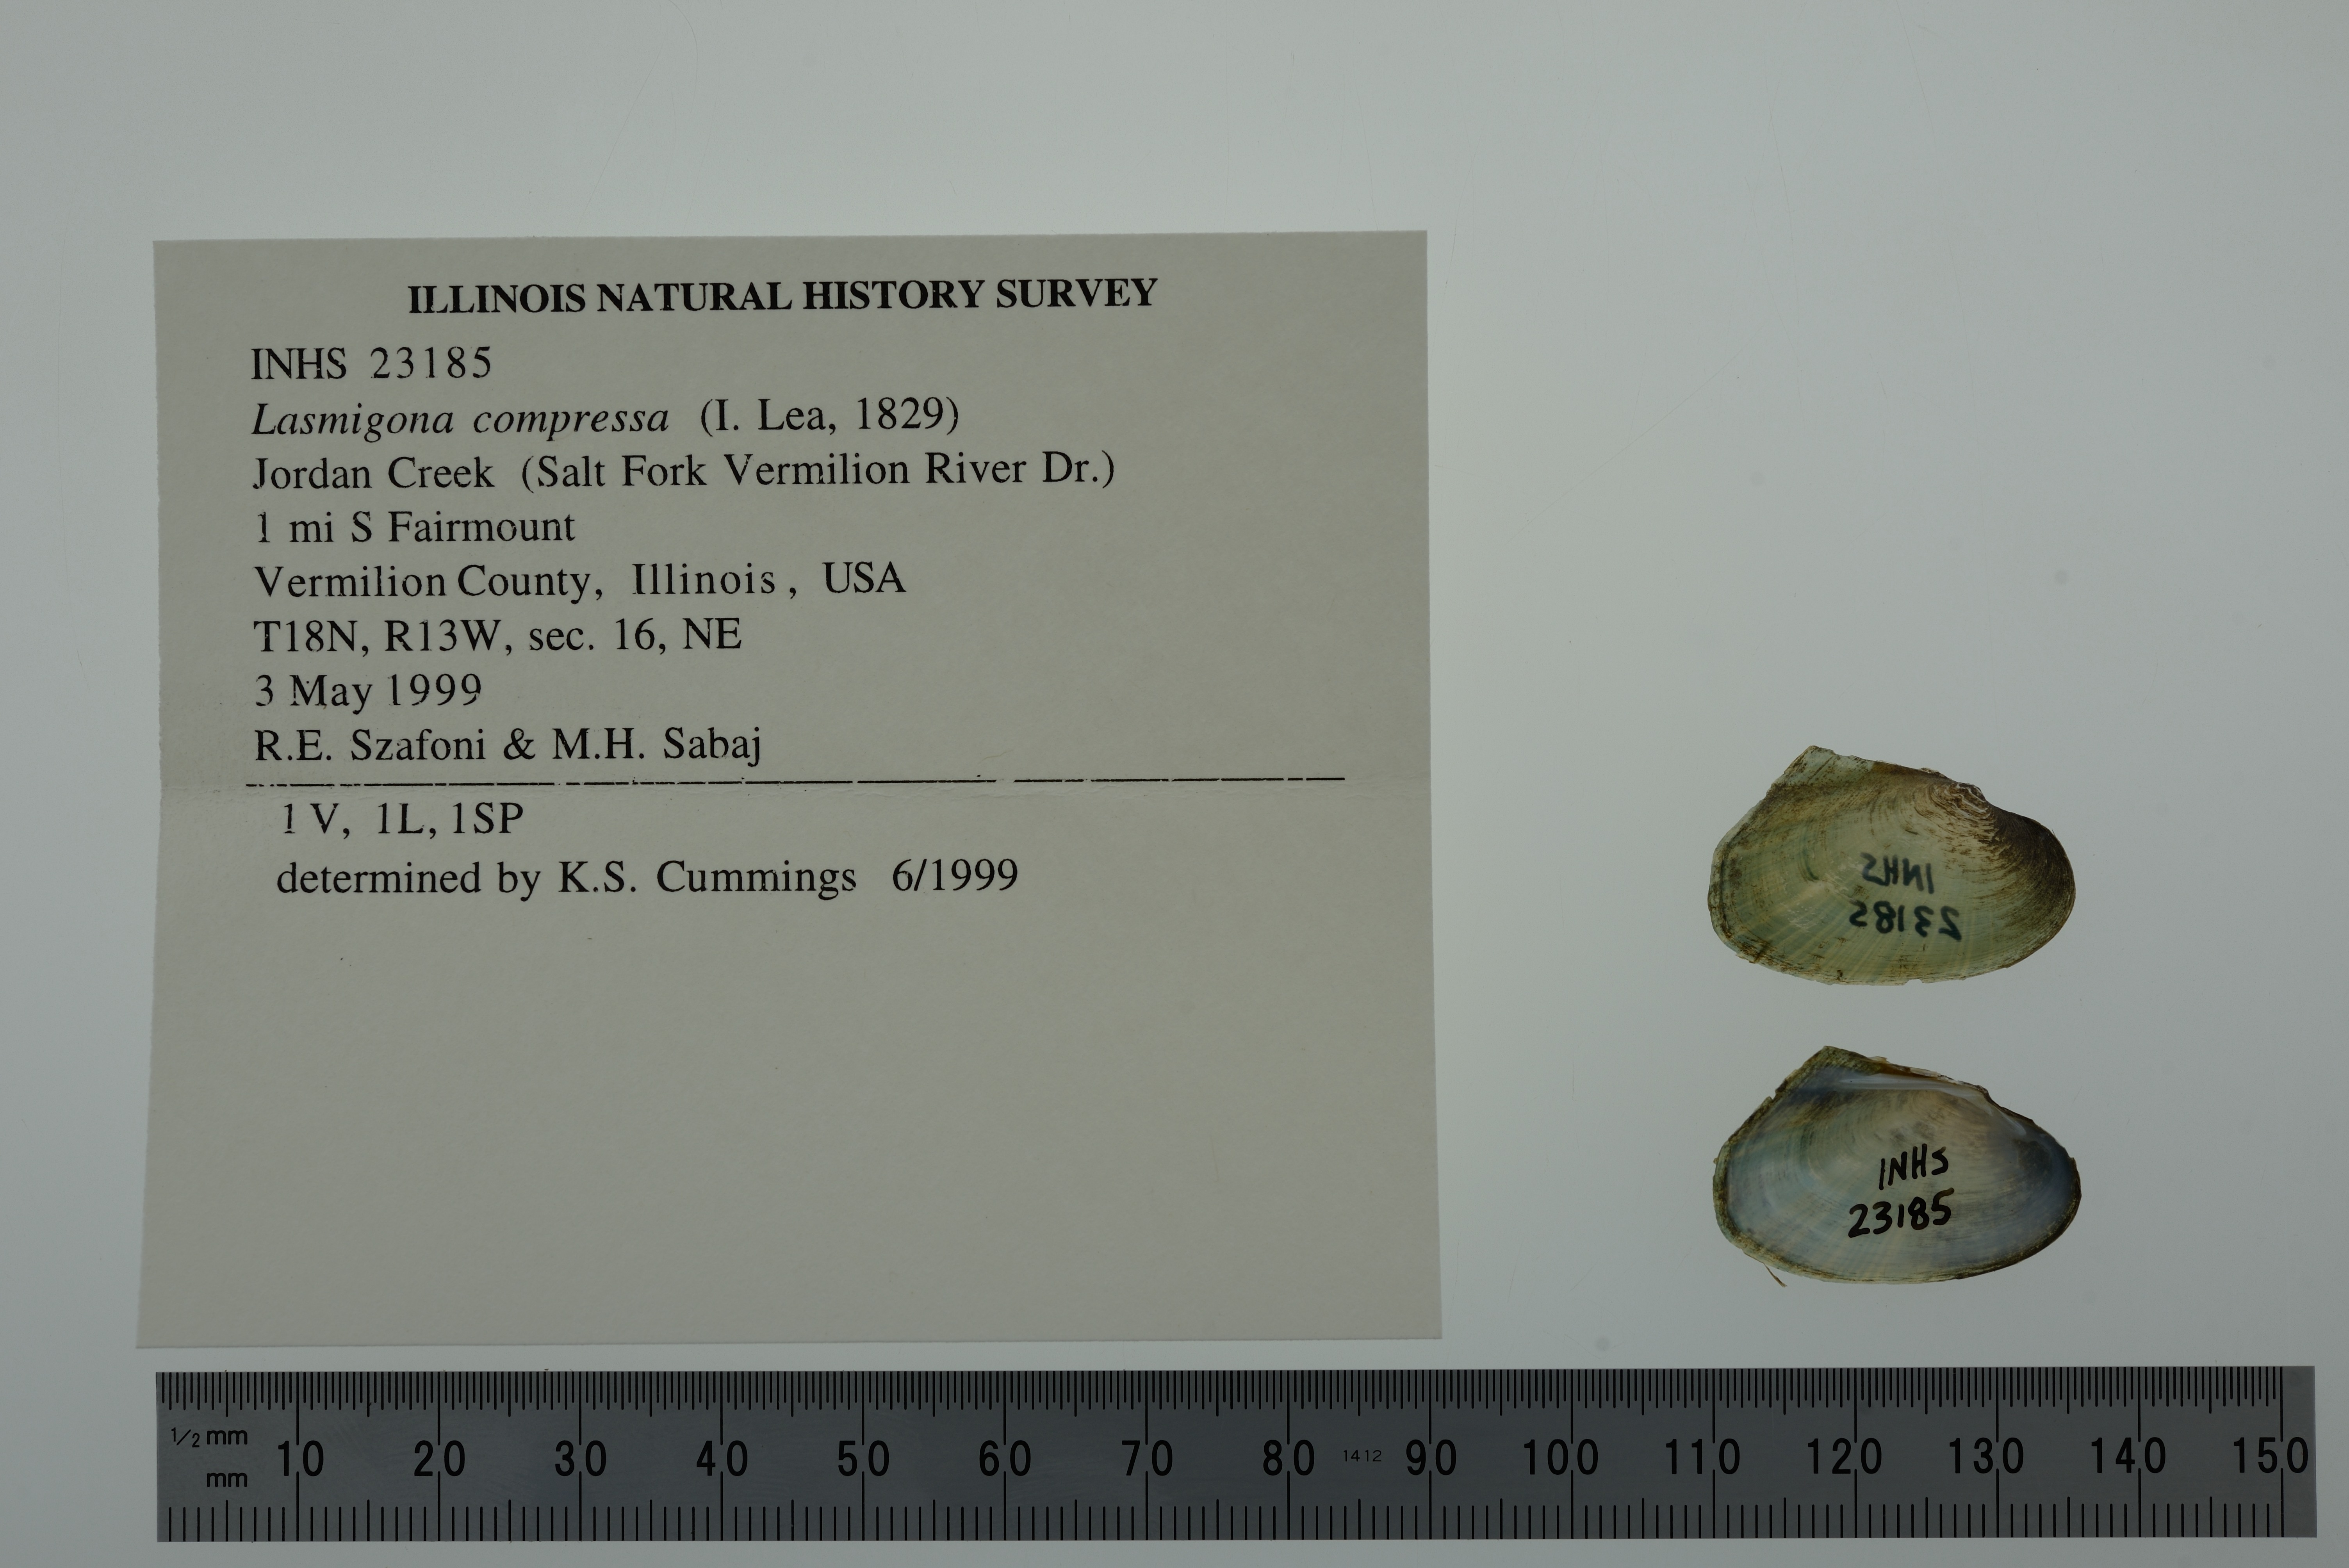 ILLINOIS NATURAL HISTORY SURVEY
INHS 23185
Lasmigona compressa (I. Lea, 1829)
Jordan Creek (Salt Fork Vermilion River Dr.)
1 mi S Fairmount
Vermilion County, Illinois, USA
T18N, R13W, sec. 16, NE
3 May 1999
R.E. Szafoni & M.H. Sabaj
1 V, 1L, 1SP
determined by K.S. Cummings 6/1999
INHS
23185
INHS
23185
1/2 mm
mm
10 20 30 40 50 60 70 80 1412 90 100 110 120 130 140 150